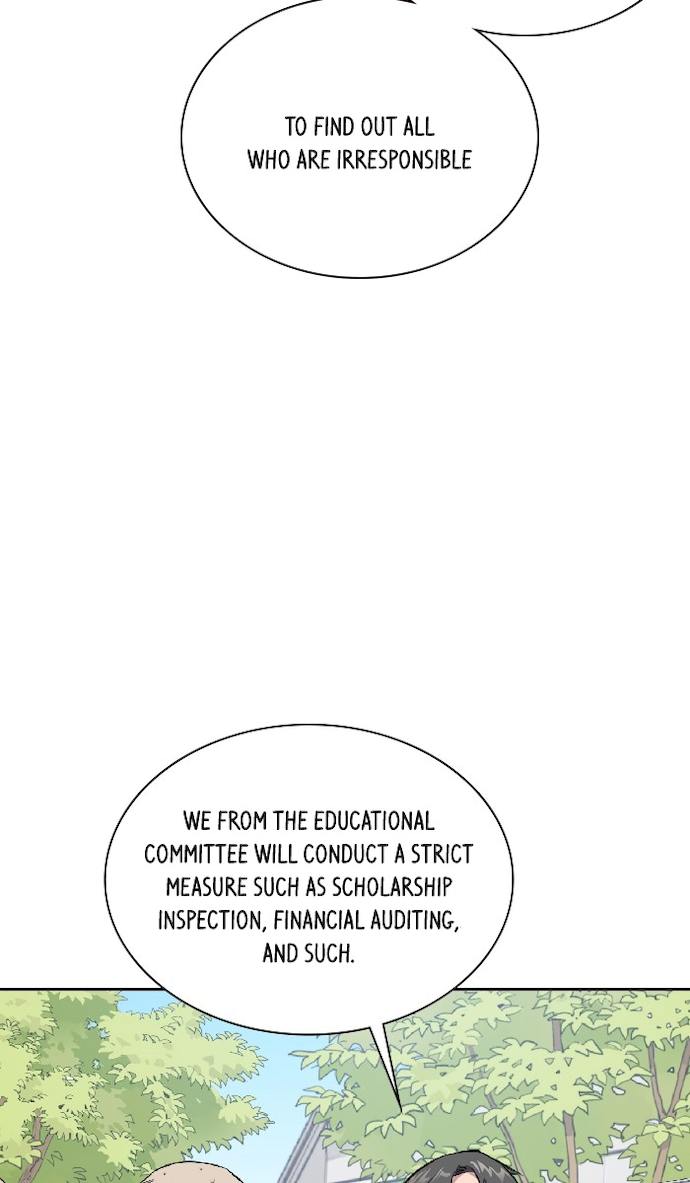 TO FIND OUT ALL
WHO ARE IRRESPONSIBLE
WE FROM THE EDUCATIONAL
COMMITTEE WILL CONDUCT A STRICT
MEASURE SUCH AS SCHOLARSHIP
INSPECTION, FINANCIAL AUDITING,
AND SUCH.